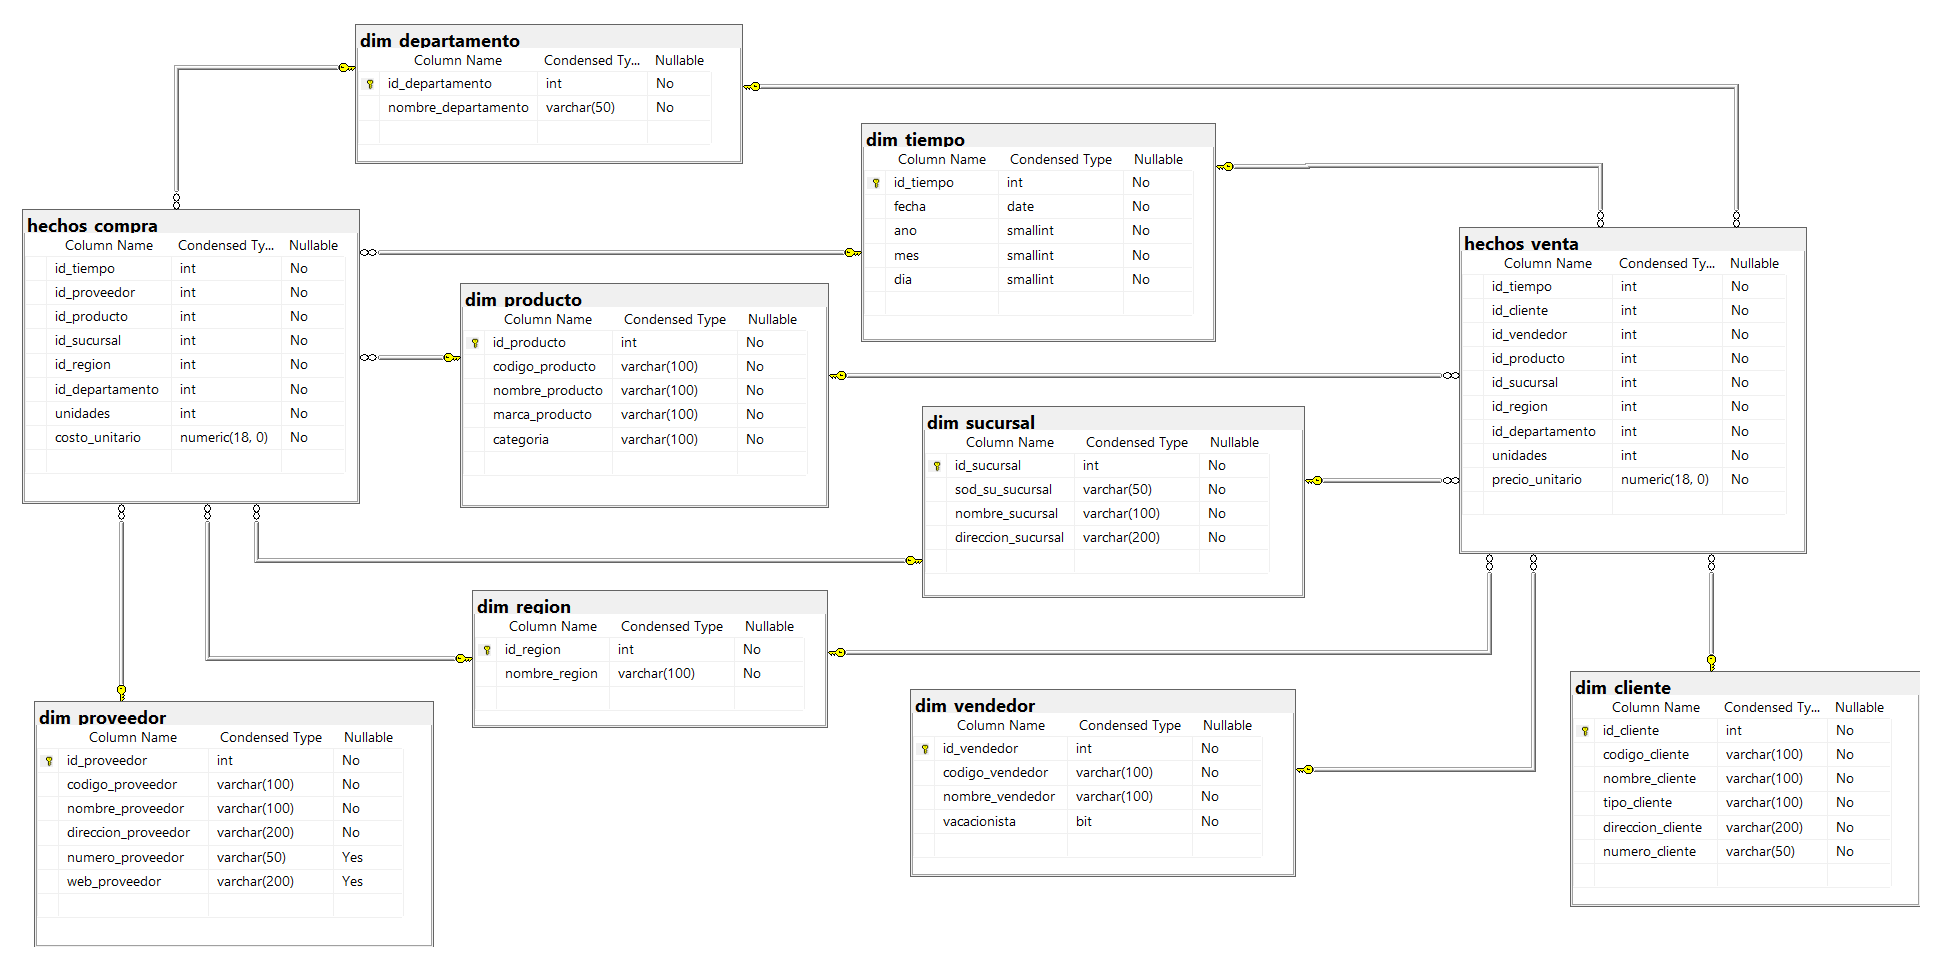 dim_departamento
Column Name Condensed Ty... Nullable
id_departamento int No
nombre_departamento varchar(50) No
dim_tiempo
Column Name Condensed Type Nullable
id_tiempo int No
fecha date No
ano smallint No
mes smallint No
dia smallint No
hechos_compra
Column Name Condensed Ty... Nullable
id_tiempo int No
id_proveedor int No
id_producto int No
id_sucursal int No
id_region int No
id_departamento int No
unidades int No
costo_unitario numeric(18, 0) No
hechos_venta
Column Name Condensed Ty... Nullable
id_tiempo int No
id_cliente int No
id_vendedor int No
id_producto int No
id_sucursal int No
id_region int No
id_departamento int No
unidades int No
precio_unitario numeric(18, 0) No
dim_producto
Column Name Condensed Type Nullable
id_producto int No
codigo_producto varchar(100) No
nombre_producto varchar(100) No
marca_producto varchar(100) No
categoria varchar(100) No
dim_sucursal
Column Name Condensed Type Nullable
id_sucursal int No
sod_su_sucursal varchar(50) No
nombre_sucursal varchar(100) No
direccion_sucursal varchar(200) No
dim_region
Column Name Condensed Type Nullable
id_region int No
nombre_region varchar(100) No
dim_proveedor
Column Name Condensed Type Nullable
id_proveedor int No
codigo_proveedor varchar(100) No
nombre_proveedor varchar(100) No
direccion_proveedor varchar(200) No
numero_proveedor varchar(50) Yes
web_proveedor varchar(200) Yes
dim_vendedor
Column Name Condensed Type Nullable
id_vendedor int No
codigo_vendedor varchar(100) No
nombre_vendedor varchar(100) No
vacacionista bit No
dim_cliente
Column Name Condensed Ty... Nullable
id_cliente int No
codigo_cliente varchar(100) No
nombre_cliente varchar(100) No
tipo_cliente varchar(100) No
direccion_cliente varchar(200) No
numero_cliente varchar(50) No